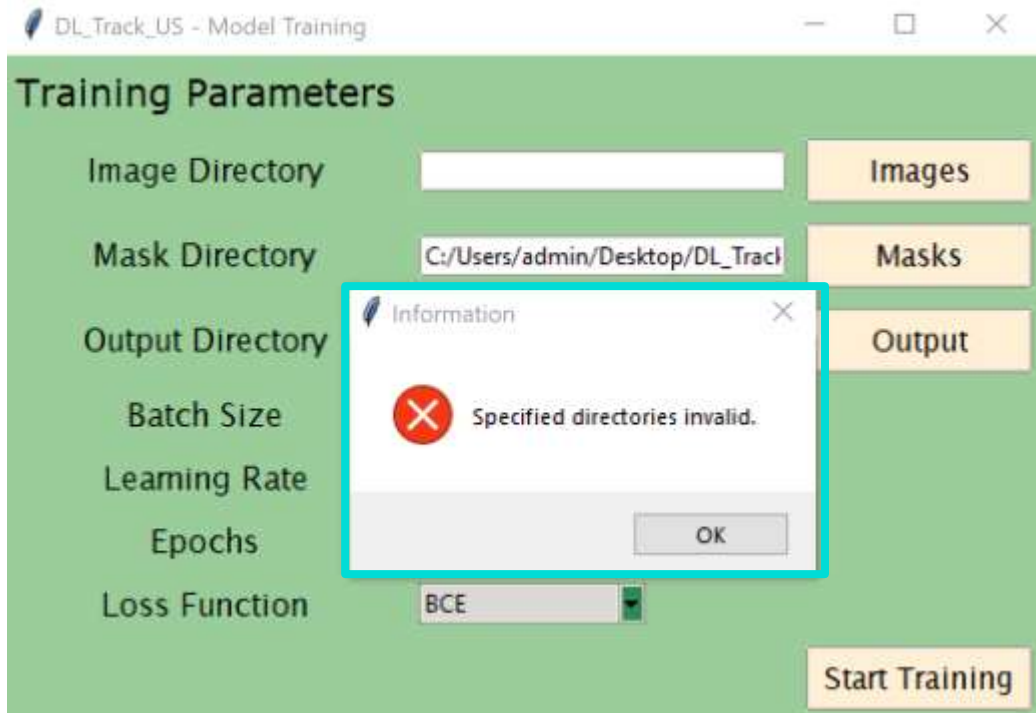 DL_Track_US - Model Training
Training Parameters
Image Directory
Images
Mask Directory
C:/Users/admin/Desktop/DL_Track
Masks
Information
Output Directory
Output
Specified directories invalid.
Batch Size
Learning Rate
Epochs
OK
Loss Function
BCE
Start Training